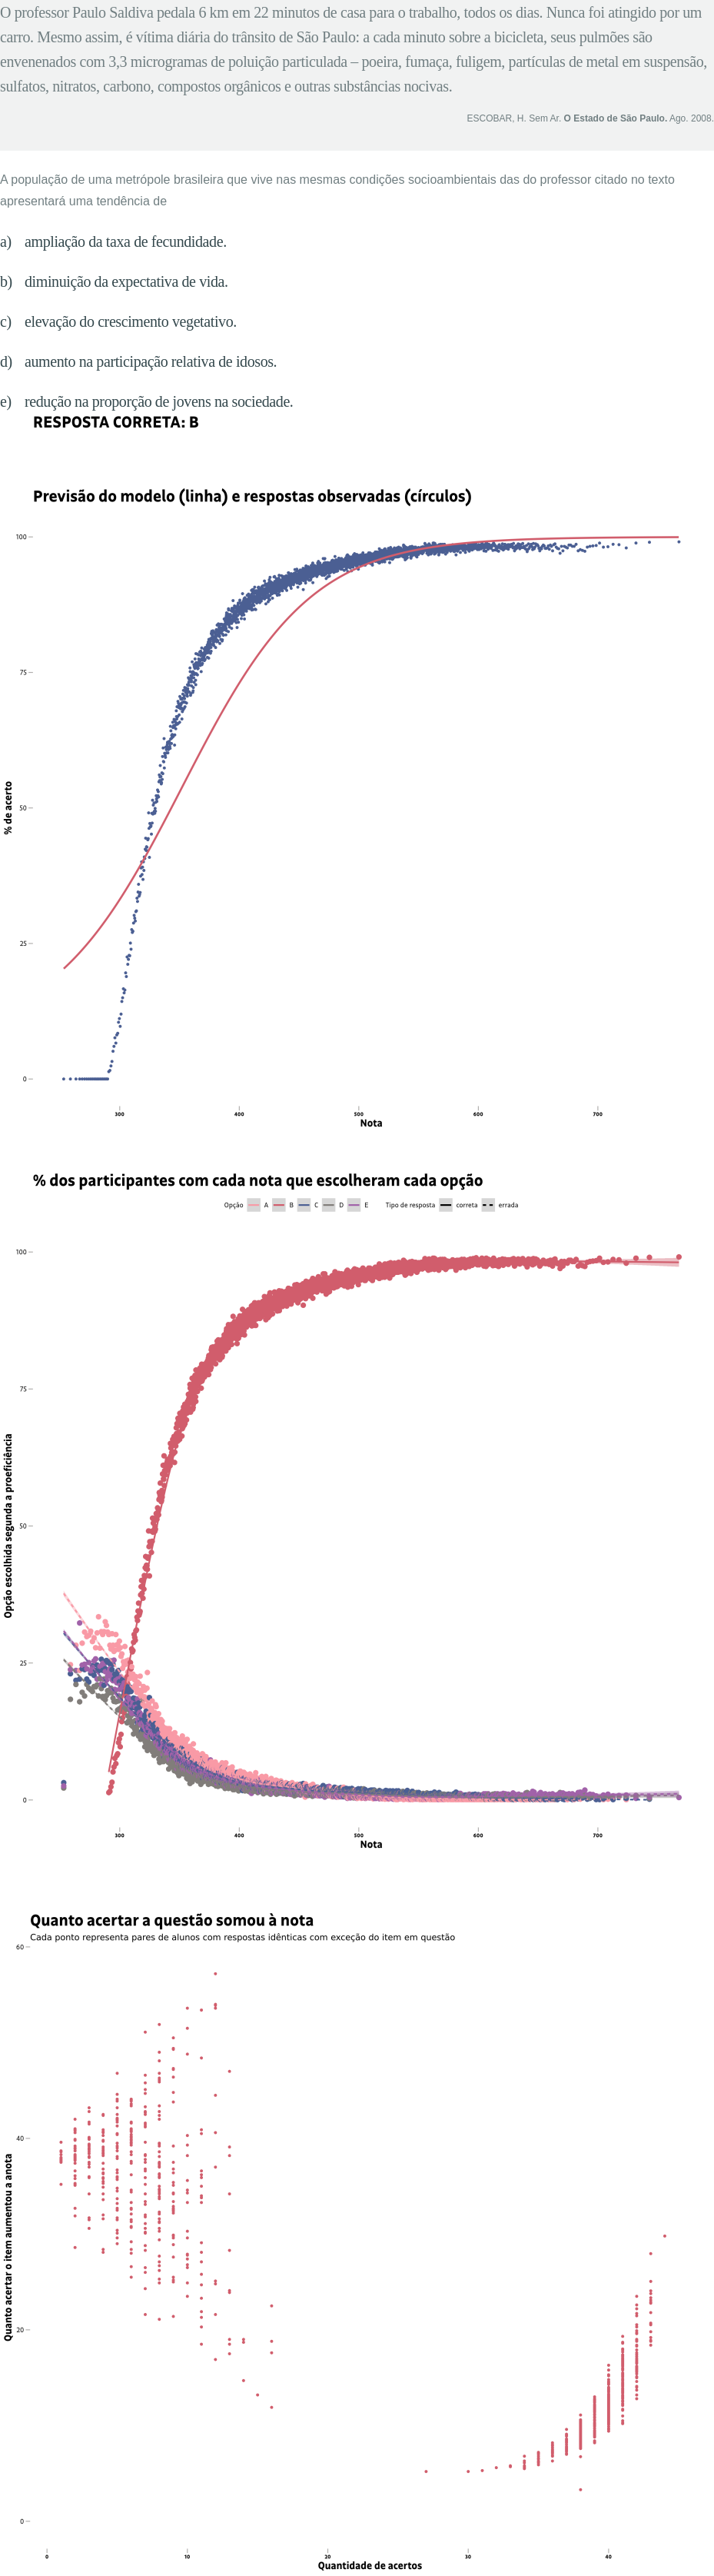 O professor Paulo Saldiva pedala 6 km em 22 minutos de casa para o trabalho, todos os dias. Nunca foi atingido por um
carro. Mesmo assim, é vítima diária do trânsito de São Paulo: a cada minuto sobre a bicicleta, seus pulmões são
envenenados com 3,3 microgramas de poluição particulada – poeira, fumaça, fuligem, partículas de metal em suspensão,
sulfatos, nitratos, carbono, compostos orgânicos e outras substâncias nocivas.
ESCOBAR, H. Sem Ar. O Estado de São Paulo. Ago. 2008.
A população de uma metrópole brasileira que vive nas mesmas condições socioambientais das do professor citado no texto
apresentará uma tendência de
a) ampliação da taxa de fecundidade.
b) diminuição da expectativa de vida.
c) elevação do crescimento vegetativo.
d) aumento na participação relativa de idosos.
e) redução na proporção de jovens na sociedade.
RESPOSTA CORRETA: B
Previsão do modelo (linha) e respostas observadas (círculos)
100
75
50
25
0
% de acerto
300 400 500 600 700
Nota
% dos participantes com cada nota que escolheram cada opção
Opção A B C D E Tipo de resposta correta errada
100
75
50
25
0
Opção escolhida segunda a proeficiência
300 400 500 600 700
Nota
Quanto acertar a questão somou à nota
Cada ponto representa pares de alunos com respostas idênticas com exceção do item em questão
60
40
20
0
Quanto acertar o item aumentou a anota
0 10 20 30 40
Quantidade de acertos